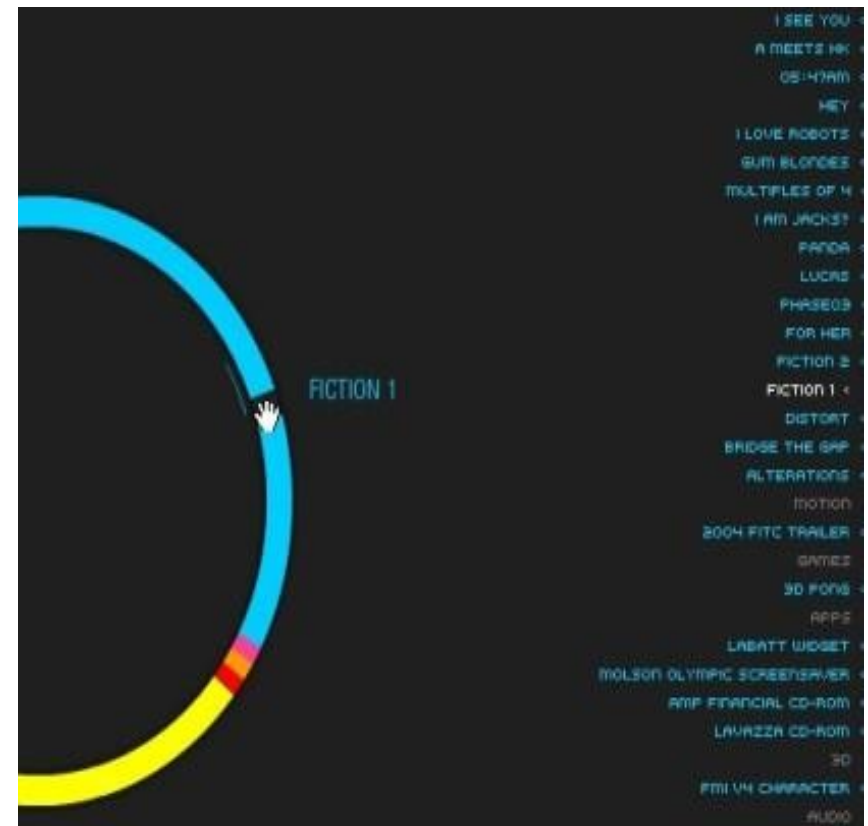 I SEE YOU
A MEETS HK
05:47AM
HEY
I LOVE ROBOTS
GUM BLONDES
MULTIPLES OF 4
I AM JACKS?
PANDA
LUCAS
PHASE03
FOR HER
FICTION 2
FICTION 1
FICTION 1 <
DISTORT
BRIDGE THE GAP
ALTERATIONS
MOTION
2004 FITC TRAILER
GAMES
3D PONG
APPS
LABATT WIDGET
MOLSON OLYMPIC SCREENSAVER
AMP FINANCIAL CD-ROM
LAVAZZA CD-ROM
3D
FMI V4 CHARACTER
AUDIO